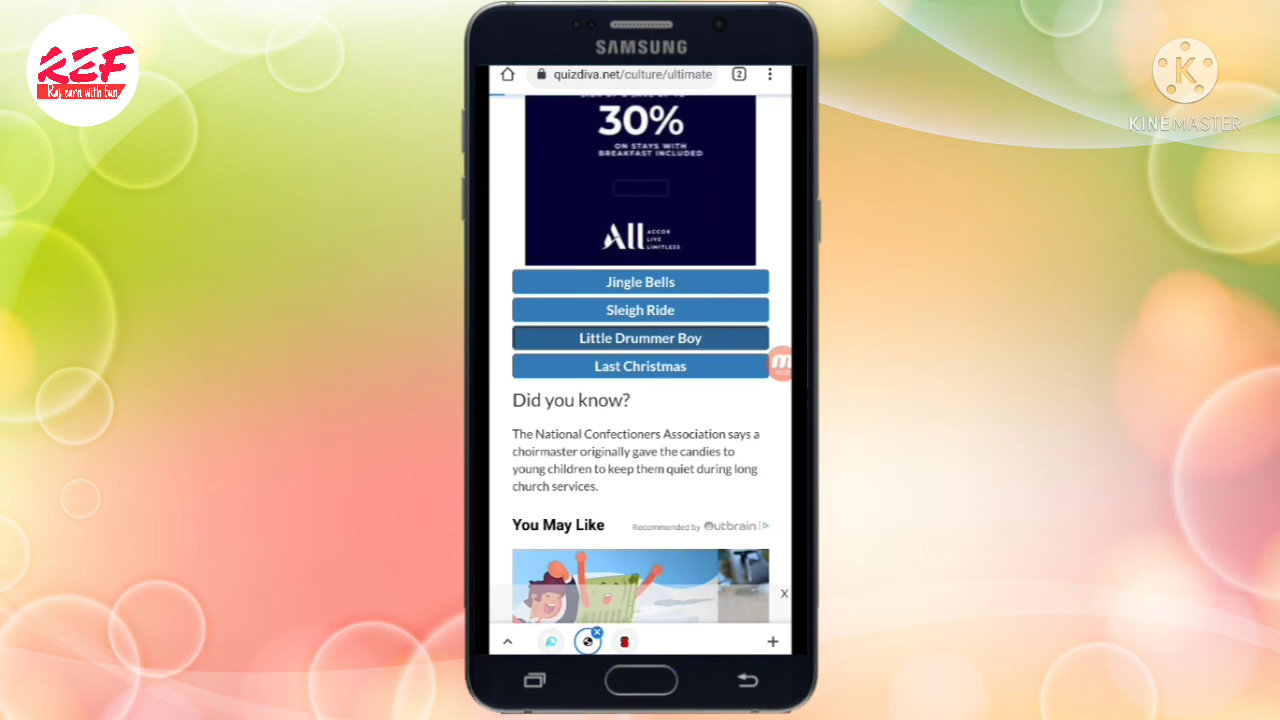 KEF
Raj earn with fun
K
KINEMASTER
SAMSUNG
quizdiva.net/culture/ultimate
2
30%
ON STAYS WITH
BREAKFAST INCLUDED
ALL ACCOR
LIVE
LIMITLESS
Jingle Bells
Sleigh Ride
Little Drummer Boy
Last Christmas
Did you know?
The National Confectioners Association says a
choirmaster originally gave the candies to
young children to keep them quiet during long
church services.
You May Like
Recommended by Outbrain
X